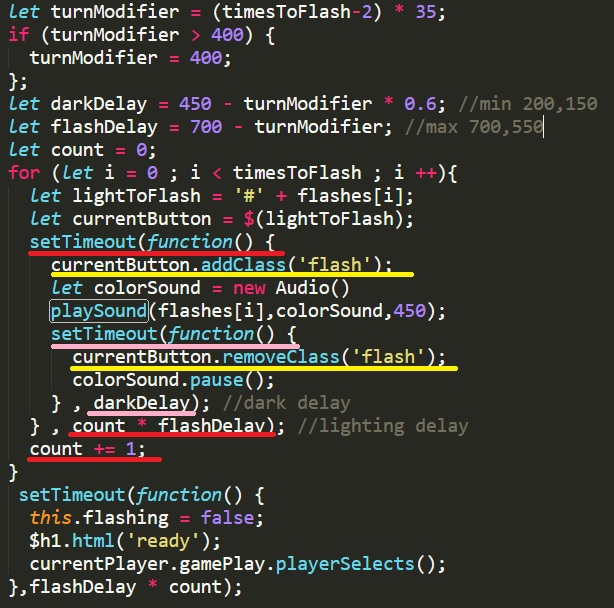 let turnModifier = (timesToFlash-2) * 35;
if (turnModifier > 400) {
  turnModifier = 400;
};
let darkDelay = 450 - turnModifier * 0.6; //min 200,150
let flashDelay = 700 - turnModifier; //max 700,550
let count = 0;
for (let i = 0 ; i < timesToFlash ; i ++){
  let lightToFlash = '#' + flashes[i];
  let currentButton = $(lightToFlash);
  setTimeout(function() {
    currentButton.addClass('flash');
    let colorSound = new Audio()
    playSound(flashes[i],colorSound,450);
    setTimeout(function() {
      currentButton.removeClass('flash');
      colorSound.pause();
    } , darkDelay); //dark delay
  } , count * flashDelay); //lighting delay
  count += 1;
}
 setTimeout(function() {
  this.flashing = false;
  $h1.html('ready');
  currentPlayer.gamePlay.playerSelects();
},flashDelay * count);